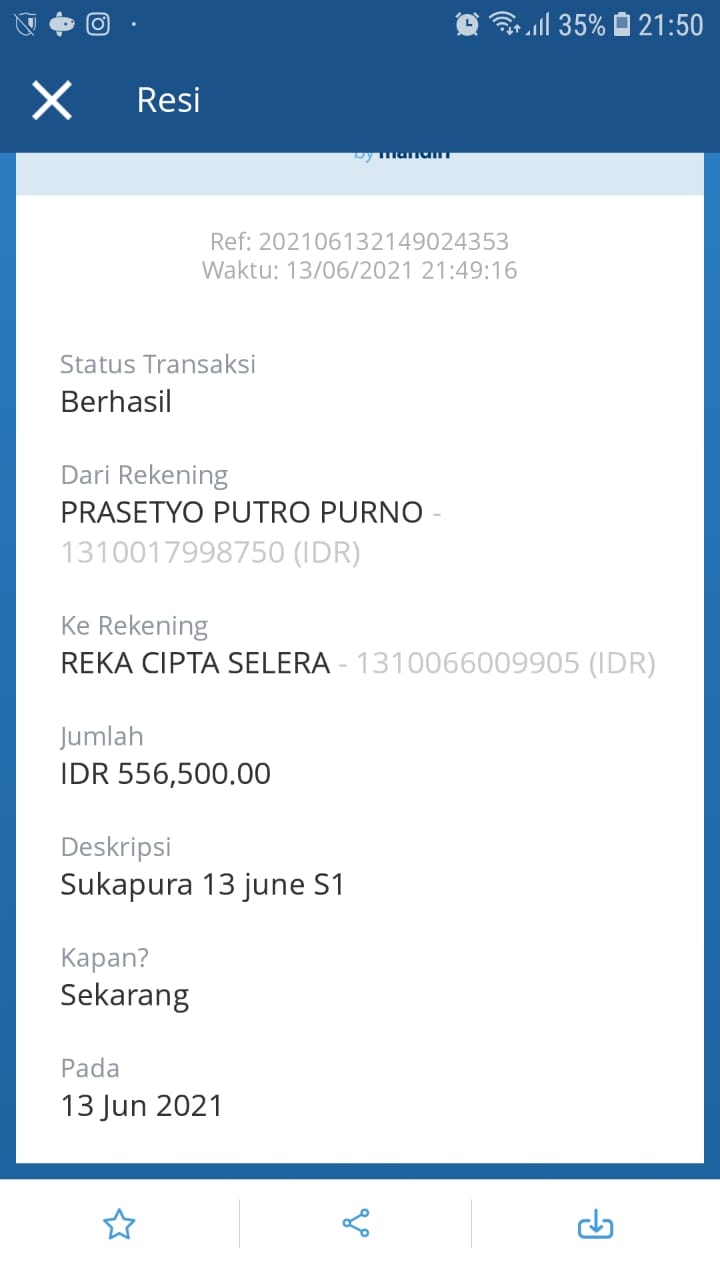 35% 21:50
Resi
by mandiri
Ref: 202106132149024353
Waktu: 13/06/2021 21:49:16
Status Transaksi
Berhasil
Dari Rekening
PRASETYO PUTRO PURNO -
1310017998750 (IDR)
Ke Rekening
REKA CIPTA SELERA - 1310066009905 (IDR)
Jumlah
IDR 556,500.00
Deskripsi
Sukapura 13 june S1
Kapan?
Sekarang
Pada
13 Jun 2021